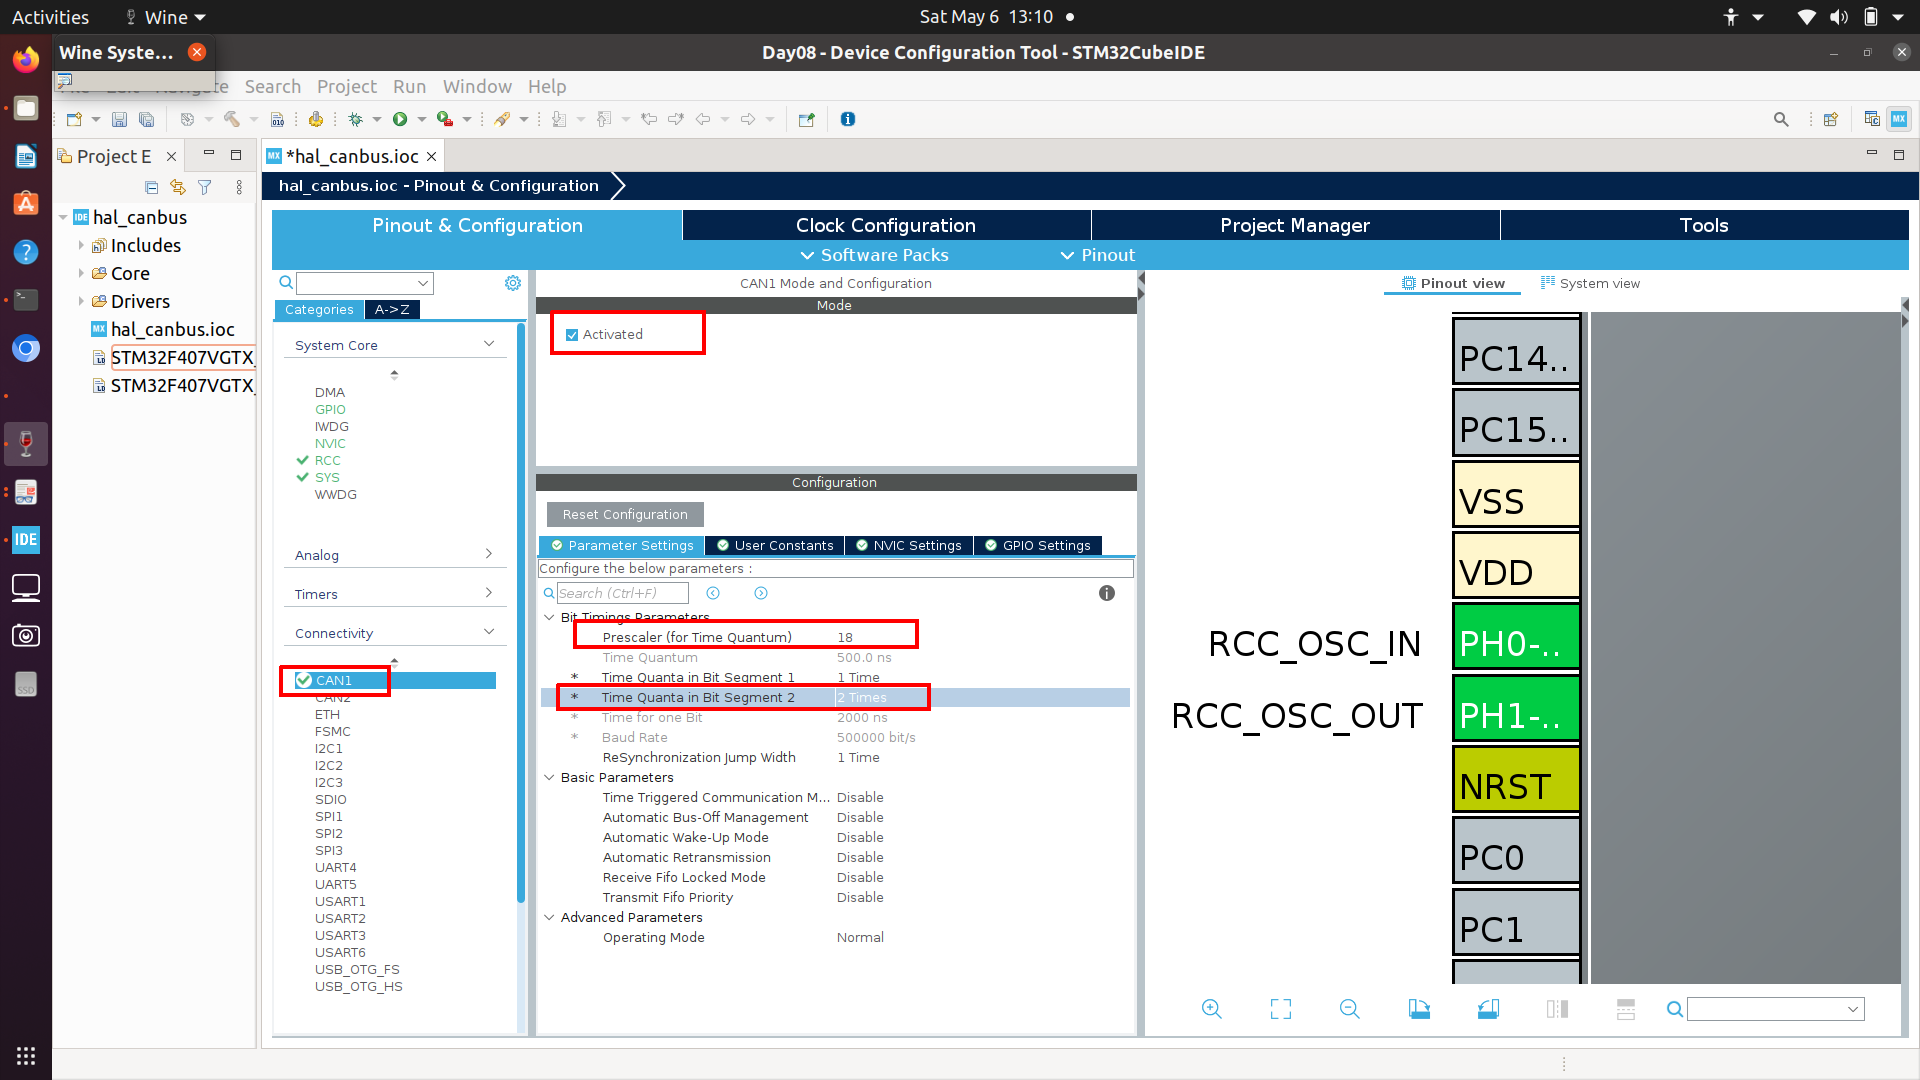 Activities
Wine
Sat May 6 13:10
Wine Syste...
Day08 - Device Configuration Tool - STM32CubeIDE
Search Project Run Window Help
Project E
*hal_canbus.ioc
hal_canbus.ioc - Pinout & Configuration
hal_canbus
Includes
Core
Drivers
hal_canbus.ioc
STM32F407VGTX_
STM32F407VGTX_
Pinout & Configuration
Clock Configuration
Project Manager
Tools
Software Packs
Pinout
Categories
A->Z
System Core
DMA
GPIO
IWDG
NVIC
RCC
SYS
WWDG
Analog
Timers
Connectivity
CAN1
CAN2
ETH
FSMC
I2C1
I2C2
I2C3
SDIO
SPI1
SPI2
SPI3
UART4
UART5
USART1
USART2
USART3
USART6
USB_OTG_FS
USB_OTG_HS
CAN1 Mode and Configuration
Mode
Activated
Configuration
Reset Configuration
Parameter Settings
User Constants
NVIC Settings
GPIO Settings
Configure the below parameters :
Search (Ctrl+F)
Bit Timings Parameters
Prescaler (for Time Quantum) 18
Time Quantum 500.0 ns
* Time Quanta in Bit Segment 1 1 Time
* Time Quanta in Bit Segment 2 2 Times
* Time for one Bit 2000 ns
* Baud Rate 500000 bit/s
ReSynchronization Jump Width 1 Time
Basic Parameters
Time Triggered Communication M... Disable
Automatic Bus-Off Management Disable
Automatic Wake-Up Mode Disable
Automatic Retransmission Disable
Receive Fifo Locked Mode Disable
Transmit Fifo Priority Disable
Advanced Parameters
Operating Mode Normal
Pinout view
System view
PC14..
PC15..
VSS
VDD
RCC_OSC_IN PH0-..
RCC_OSC_OUT PH1-..
NRST
PC0
PC1
IDE
SSD
MX